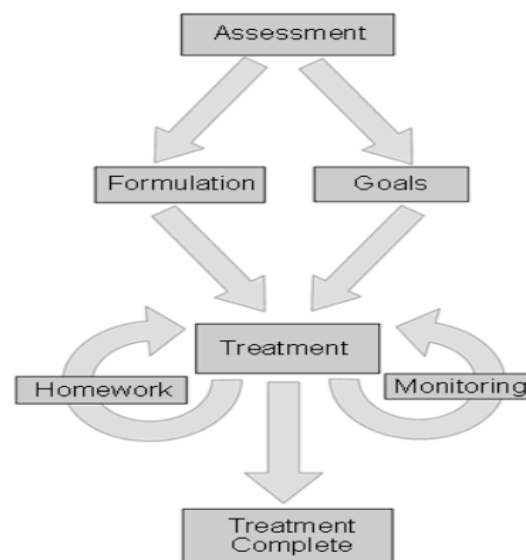 Assessment
Formulation
Goals
Treatment
Homework
Monitoring
Treatment
Complete